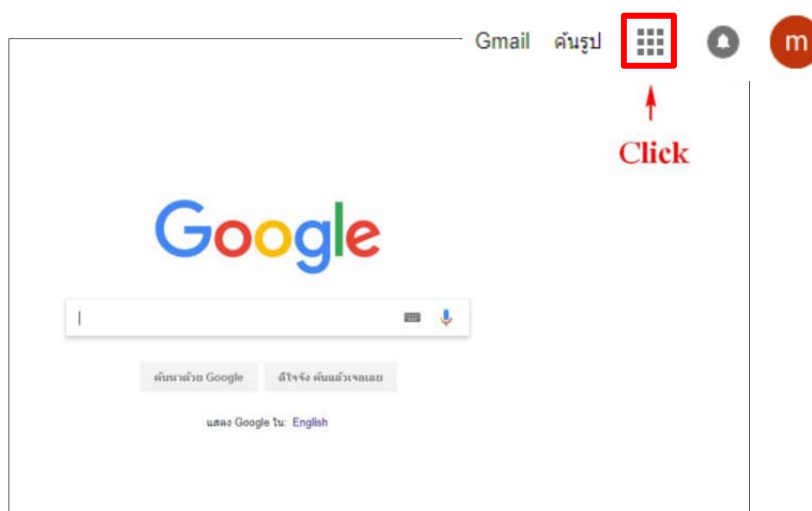 Gmail ค้นรูป m
Click
Google
ค้นหาด้วย Google ดีใจจัง ค้นแล้วเจอเลย
แสดง Google ใน: English